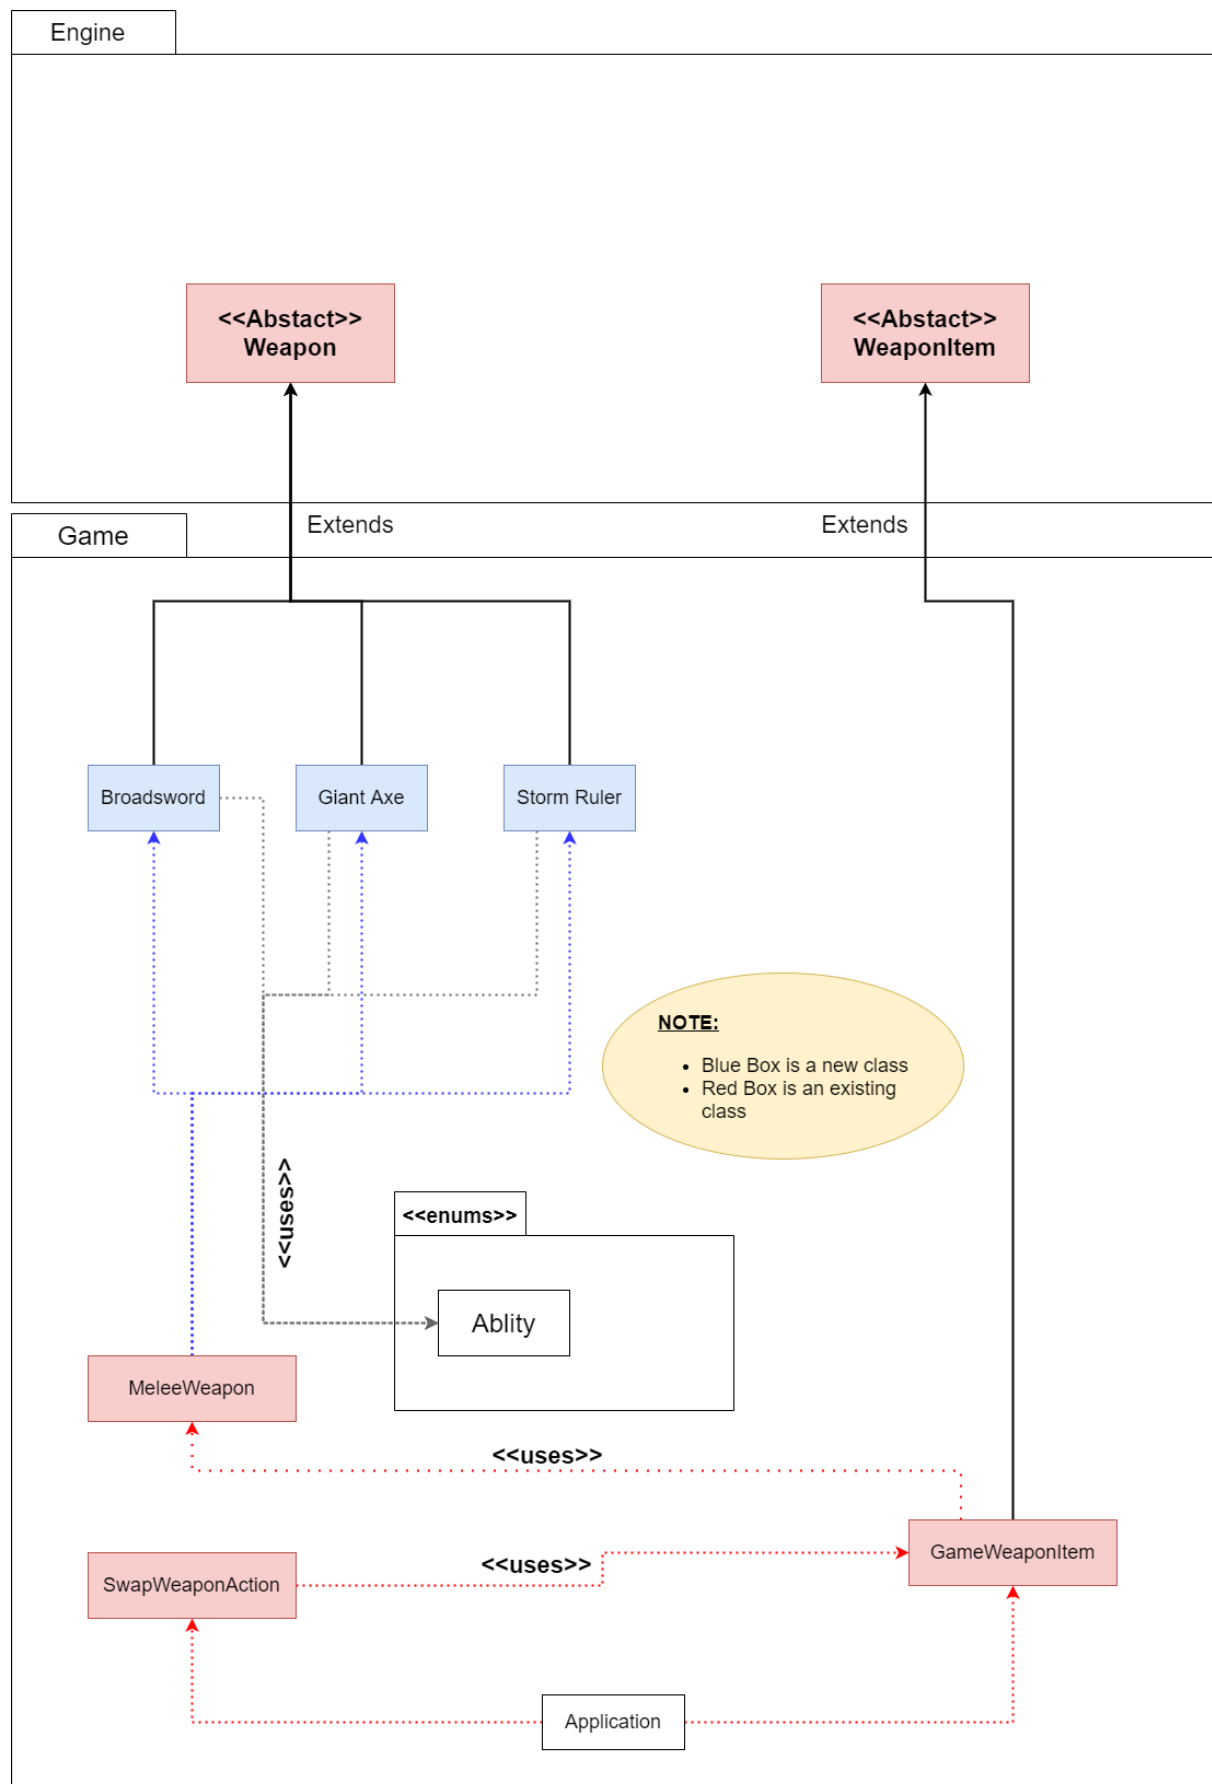 Engine
<<Abstact>>
Weapon
<<Abstact>>
WeaponItem
Extends
Extends
Game
Broadsword
Giant Axe
Storm Ruler
NOTE:
• Blue Box is a new class
• Red Box is an existing
class
<<uses>>
<<enums>>
Ablity
MeleeWeapon
<<uses>>
GameWeaponItem
<<uses>>
SwapWeaponAction
Application